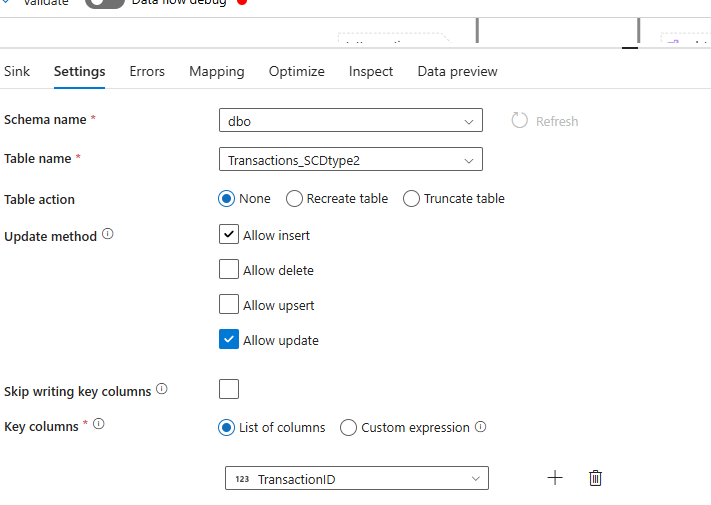 Validate Data flow debug
Sink Settings Errors Mapping Optimize Inspect Data preview
Schema name * dbo Refresh
Table name * Transactions_SCDtype2
Table action None Recreate table Truncate table
Update method Allow insert
Allow delete
Allow upsert
Allow update
Skip writing key columns
Key columns * List of columns Custom expression
123 TransactionID